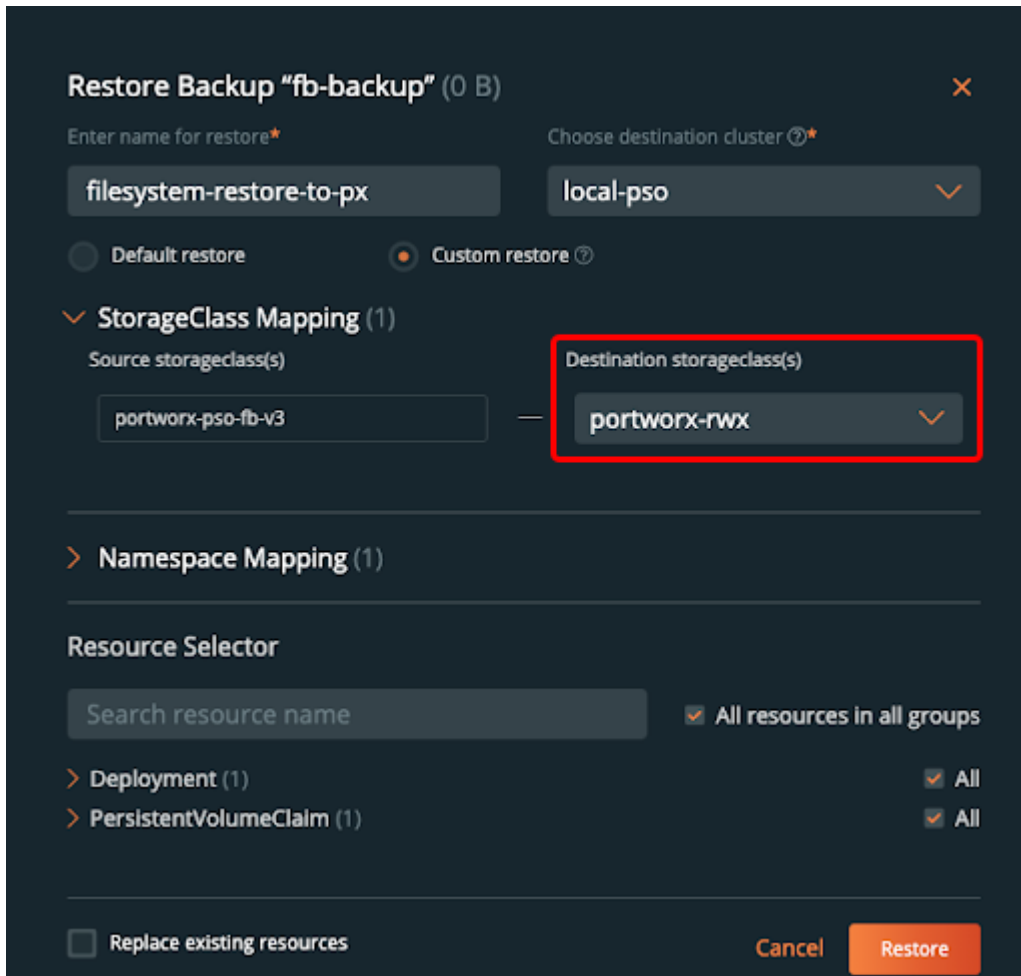 Restore Backup “fb-backup” (0 B)
Enter name for restore*
Choose destination cluster ?*
filesystem-restore-to-px
local-pso
Default restore
Custom restore ?
StorageClass Mapping (1)
Source storageclass(s)
Destination storageclass(s)
portworx-pso-fb-v3
portworx-rwx
Namespace Mapping (1)
Resource Selector
Search resource name
All resources in all groups
Deployment (1)
All
PersistentVolumeClaim (1)
All
Replace existing resources
Cancel
Restore